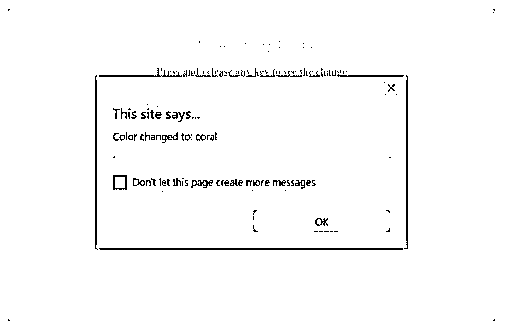 Press and release any key to see the change
This site says...
Color changed to: coral
Don't let this page create more messages
OK